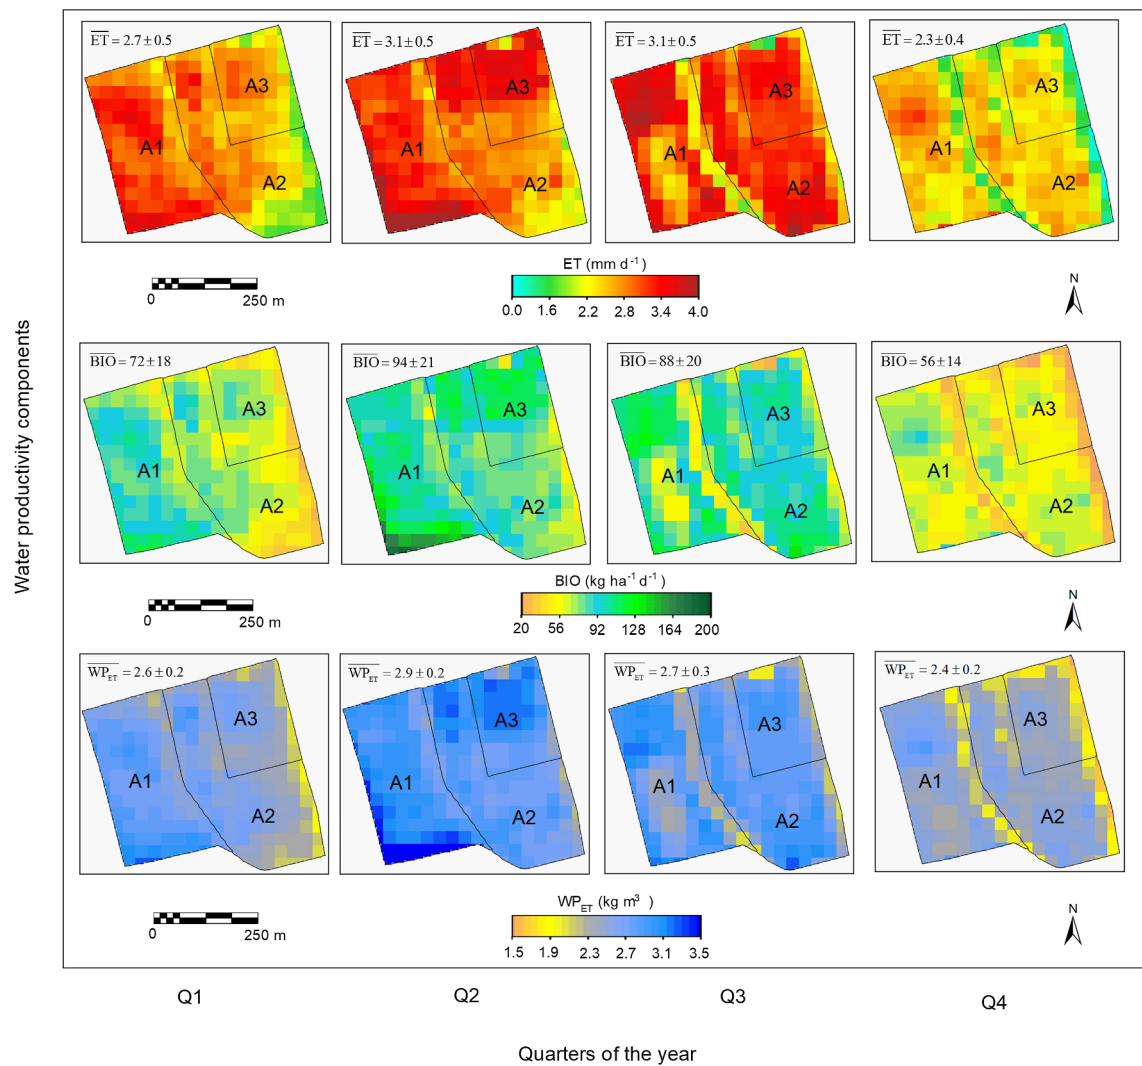 ET = 2.7±0.5
ET = 3.1±0.5
ET = 3.1±0.5
ET = 2.3±0.4
A1
A2
A3
A1
A2
A3
A1
A2
A3
A1
A2
A3
0
250 m
ET (mm d⁻¹)
0.0 1.6 2.2 2.8 3.4 4.0
N
BIO = 72±18
BIO = 94±21
BIO = 88±20
BIO = 56±14
A1
A2
A3
A1
A2
A3
A1
A2
A3
A1
A2
A3
0
250 m
BIO (kg ha⁻¹ d⁻¹)
20 56 92 128 164 200
N
WP_ET = 2.6±0.2
WP_ET = 2.9±0.2
WP_ET = 2.7±0.3
WP_ET = 2.4±0.2
A1
A2
A3
A1
A2
A3
A1
A2
A3
A1
A2
A3
0
250 m
WP_ET (kg m³ )
1.5 1.9 2.3 2.7 3.1 3.5
N
Water productivity components
Q1 Q2 Q3 Q4
Quarters of the year